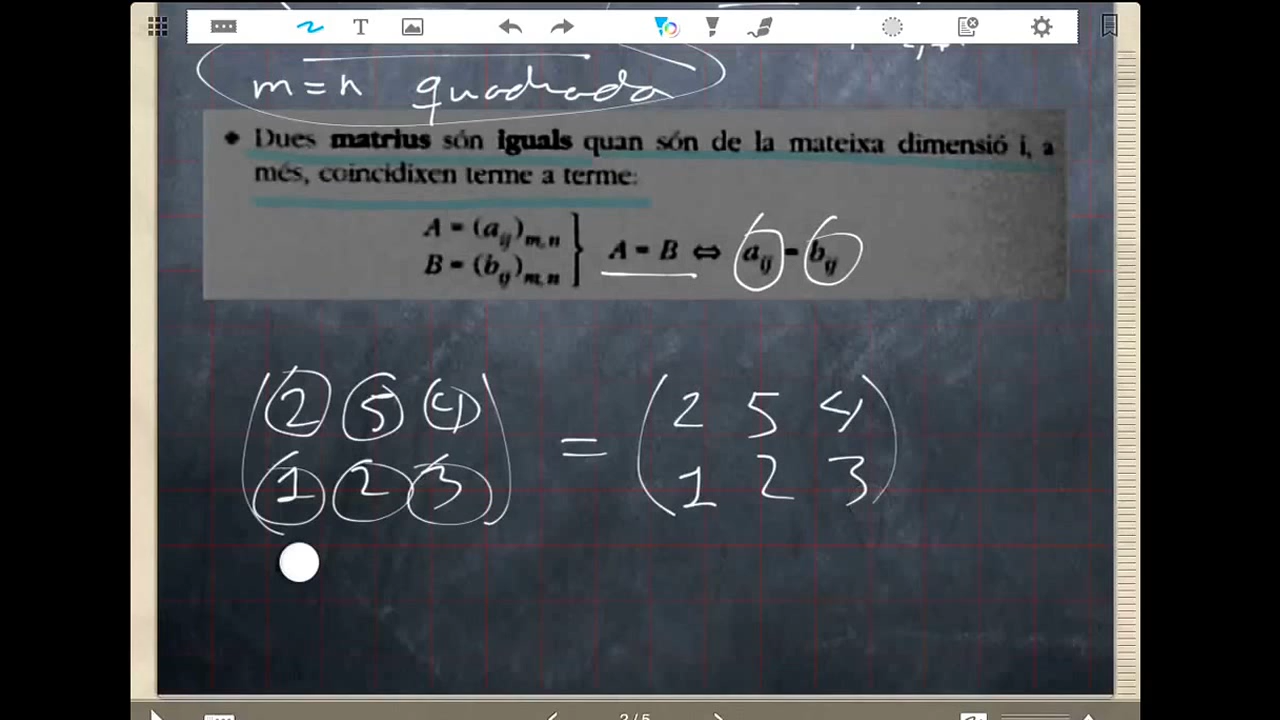 m=n quadrada
• Dues matrius són iguals quan són de la mateixa dimensió i, a
més, coincidixen terme a terme:
A = (aij)m,n
B = (bij)m,n } A = B ⇔ aij = bij
(2 5 4
1 2 3) = (2 5 4
1 2 3)
2/5